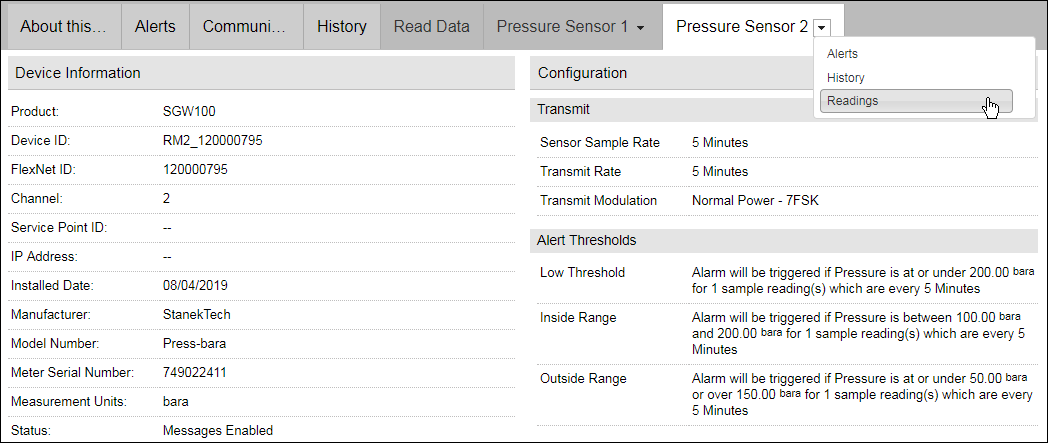 About this... Alerts Communi... History Read Data Pressure Sensor 1 Pressure Sensor 2
Alerts
History
Readings
Device Information
Product: SGW100
Device ID: RM2_120000795
FlexNet ID: 120000795
Channel: 2
Service Point ID: --
IP Address: --
Installed Date: 08/04/2019
Manufacturer: StanekTech
Model Number: Press-bara
Meter Serial Number: 749022411
Measurement Units: bara
Status: Messages Enabled
Configuration
Transmit
Sensor Sample Rate 5 Minutes
Transmit Rate 5 Minutes
Transmit Modulation Normal Power - 7FSK
Alert Thresholds
Low Threshold Alarm will be triggered if Pressure is at or under 200.00 bara
for 1 sample reading(s) which are every 5 Minutes
Inside Range Alarm will be triggered if Pressure is between 100.00 bara
and 200.00 bara for 1 sample reading(s) which are every 5
Minutes
Outside Range Alarm will be triggered if Pressure is at or under 50.00 bara
or over 150.00 bara for 1 sample reading(s) which are every
5 Minutes